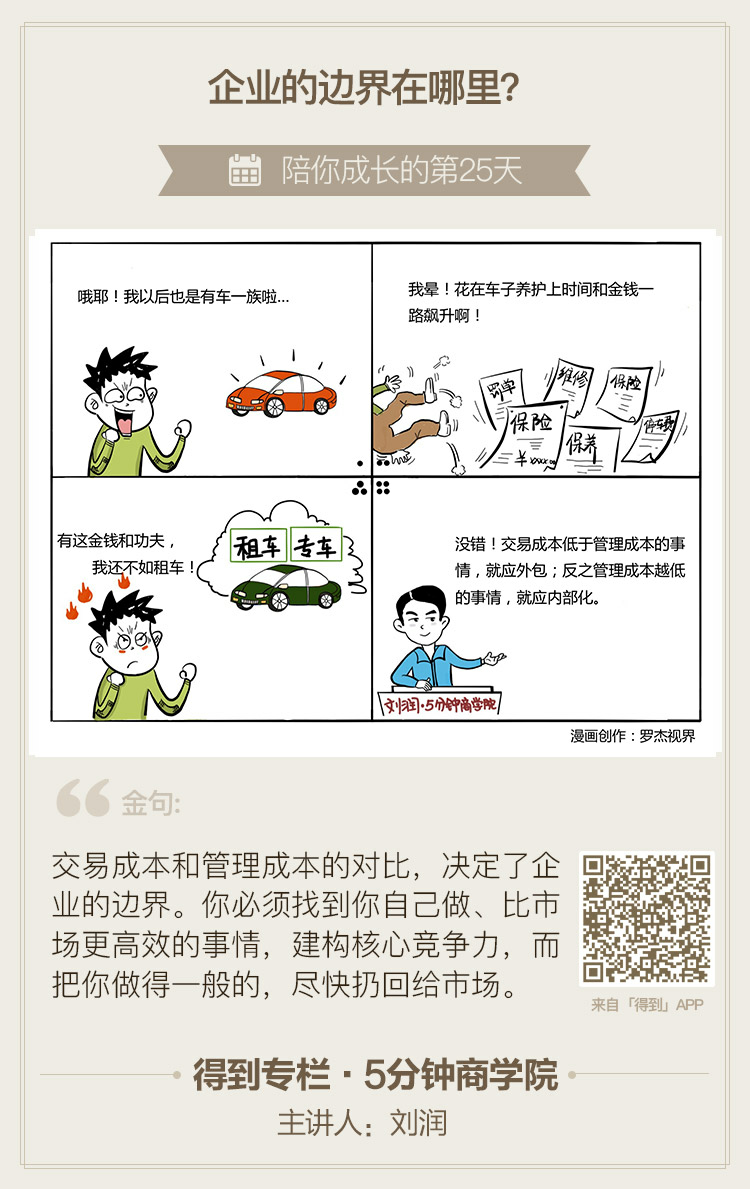 企业的边界在哪里?
陪你成长的第25天
哦耶！我以后也是有车一族啦...
我晕！花在车子养护上时间和金钱一
路飙升啊！
罚单
维修
保险
保险
¥xxxx.00
保养
停车费
有这金钱和功夫，
我还不如租车！
租车 专车
没错！交易成本低于管理成本的事
情，就应外包；反之管理成本越低
的事情，就应内部化。
刘润·5分钟商学院
漫画创作：罗杰视界
金句:
交易成本和管理成本的对比，决定了企
业的边界。你必须找到你自己做、比市
场更高效的事情，建构核心竞争力，而
把你做得一般的，尽快扔回给市场。
来自「得到」APP
得到专栏·5分钟商学院
主讲人：刘润